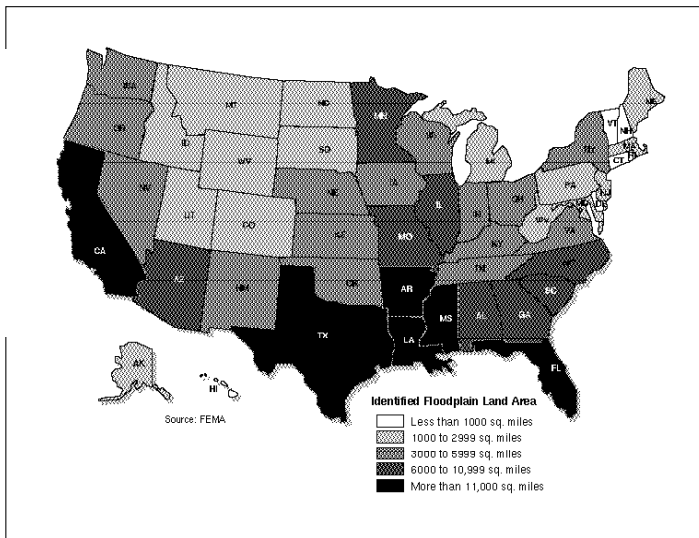 WA
OR
MT
ID
WY
ND
SD
MN
WI
MI
ME
VT
NH
MA
RI
CT
NY
NJ
PA
NV
UT
CO
NE
KS
IA
IL
IN
OH
MO
KY
WV
VA
MD
DE
CA
AZ
NM
OK
TX
AR
LA
MS
TN
AL
GA
NC
SC
FL
AK
HI
Source: FEMA
Identified Floodplain Land Area
Less than 1000 sq. miles
1000 to 2999 sq. miles
3000 to 5999 sq. miles
6000 to 10,999 sq. miles
More than 11,000 sq. miles